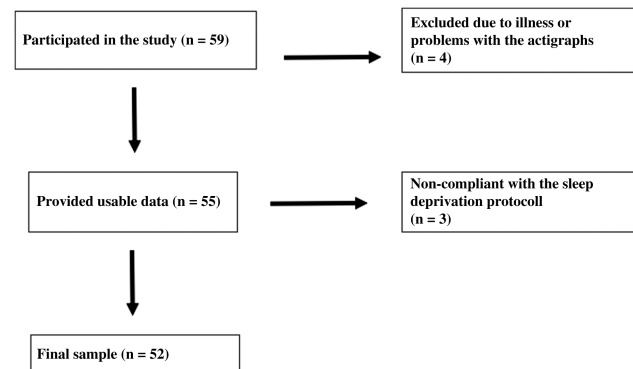 Participated in the study (n = 59)
Excluded due to illness or
problems with the actigraphs
(n = 4)
Provided usable data (n = 55)
Non-compliant with the sleep
deprivation protocoll
(n = 3)
Final sample (n = 52)